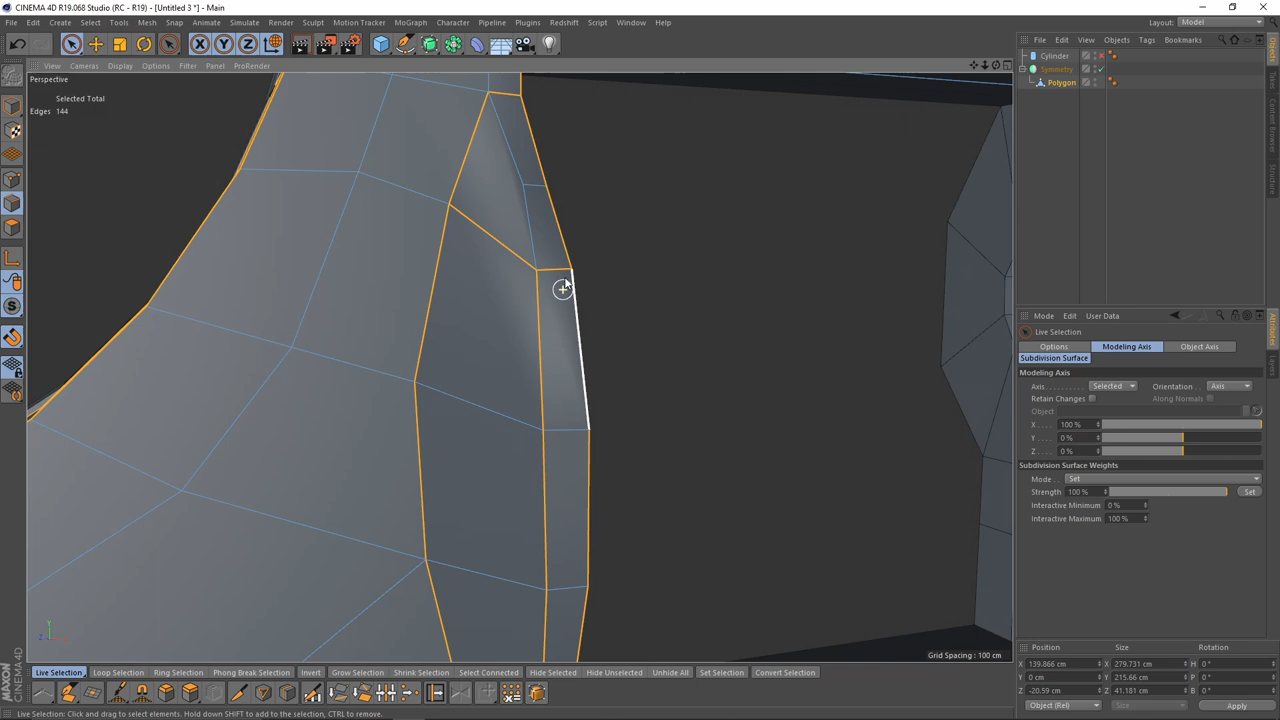 CINEMA 4D R19.068 Studio (RC - R19) - [Untitled 3 *] - Main
File Edit Create Select Tools Mesh Snap Animate Simulate Render Sculpt Motion Tracker MoGraph Character Pipeline Plugins Redshift Script Window Help
Layout: Model
View Cameras Display Options Filter Panel ProRender
Perspective
Selected Total
Edges 144
Grid Spacing : 100 cm
File Edit View Objects Tags Bookmarks
Cylinder
Symmetry
Polygon
Objects
Takes
Content Browser
Structure
Mode Edit User Data
Live Selection
Options Modeling Axis Object Axis
Subdivision Surface
Modeling Axis
Axis Selected Orientation Axis
Retain Changes Along Normals
Object
X 100 %
Y 0 %
Z 0 %
Subdivision Surface Weights
Mode Set
Strength 100 % Set
Interactive Minimum 0 %
Interactive Maximum 100 %
Attributes
Layers
Position Size Rotation
X 139.866 cm X 279.731 cm H 0 °
Y 0 cm Y 215.66 cm P 0 °
Z -20.59 cm Z 41.181 cm B 0 °
Object (Rel) Size Apply
Live Selection Loop Selection Ring Selection Phong Break Selection Invert Grow Selection Shrink Selection Select Connected Hide Selected Hide Unselected Unhide All Set Selection Convert Selection
MAXON
CINEMA 4D
Live Selection: Click and drag to select elements. Hold down SHIFT to add to the selection, CTRL to remove.